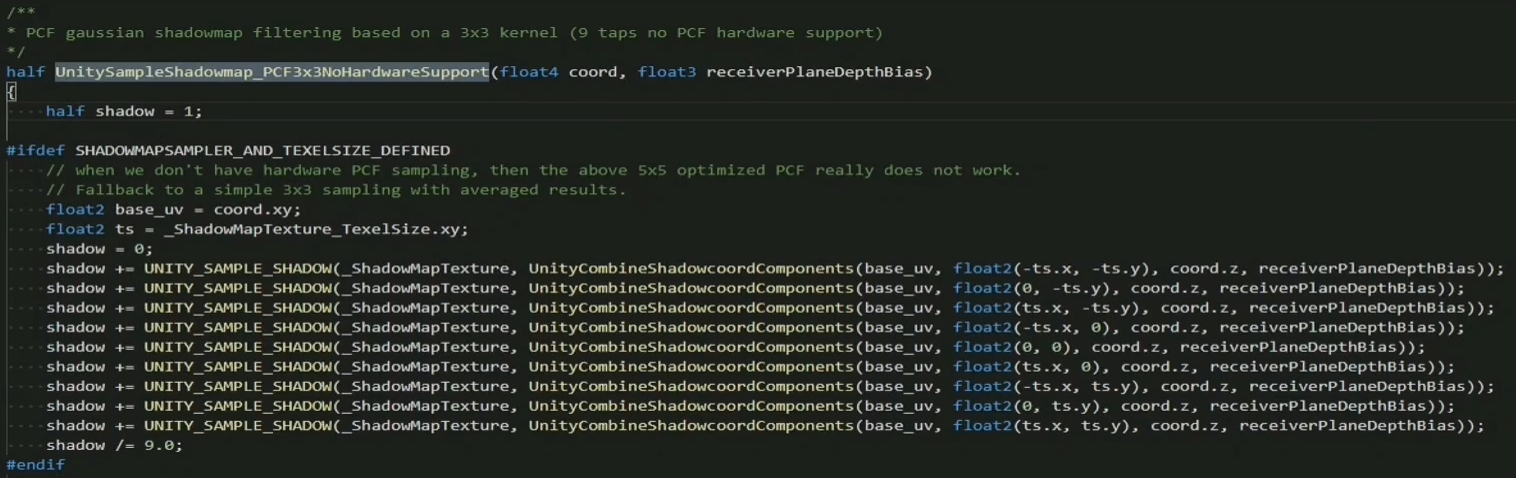 /**
* PCF gaussian shadowmap filtering based on a 3x3 kernel (9 taps no PCF hardware support)
*/
half UnitySampleShadowmap_PCF3x3NoHardwareSupport(float4 coord, float3 receiverPlaneDepthBias)
{
half shadow = 1;
#ifdef SHADOWMAPSAMPLER_AND_TEXELSIZE_DEFINED
// when we don't have hardware PCF sampling, then the above 5x5 optimized PCF really does not work.
// Fallback to a simple 3x3 sampling with averaged results.
float2 base_uv = coord.xy;
float2 ts = _ShadowMapTexture_TexelSize.xy;
shadow = 0;
shadow += UNITY_SAMPLE_SHADOW(_ShadowMapTexture, UnityCombineShadowcoordComponents(base_uv, float2(-ts.x, -ts.y), coord.z, receiverPlaneDepthBias));
shadow += UNITY_SAMPLE_SHADOW(_ShadowMapTexture, UnityCombineShadowcoordComponents(base_uv, float2(0, -ts.y), coord.z, receiverPlaneDepthBias));
shadow += UNITY_SAMPLE_SHADOW(_ShadowMapTexture, UnityCombineShadowcoordComponents(base_uv, float2(ts.x, -ts.y), coord.z, receiverPlaneDepthBias));
shadow += UNITY_SAMPLE_SHADOW(_ShadowMapTexture, UnityCombineShadowcoordComponents(base_uv, float2(-ts.x, 0), coord.z, receiverPlaneDepthBias));
shadow += UNITY_SAMPLE_SHADOW(_ShadowMapTexture, UnityCombineShadowcoordComponents(base_uv, float2(0, 0), coord.z, receiverPlaneDepthBias));
shadow += UNITY_SAMPLE_SHADOW(_ShadowMapTexture, UnityCombineShadowcoordComponents(base_uv, float2(ts.x, 0), coord.z, receiverPlaneDepthBias));
shadow += UNITY_SAMPLE_SHADOW(_ShadowMapTexture, UnityCombineShadowcoordComponents(base_uv, float2(-ts.x, ts.y), coord.z, receiverPlaneDepthBias));
shadow += UNITY_SAMPLE_SHADOW(_ShadowMapTexture, UnityCombineShadowcoordComponents(base_uv, float2(0, ts.y), coord.z, receiverPlaneDepthBias));
shadow += UNITY_SAMPLE_SHADOW(_ShadowMapTexture, UnityCombineShadowcoordComponents(base_uv, float2(ts.x, ts.y), coord.z, receiverPlaneDepthBias));
shadow /= 9.0;
#endif